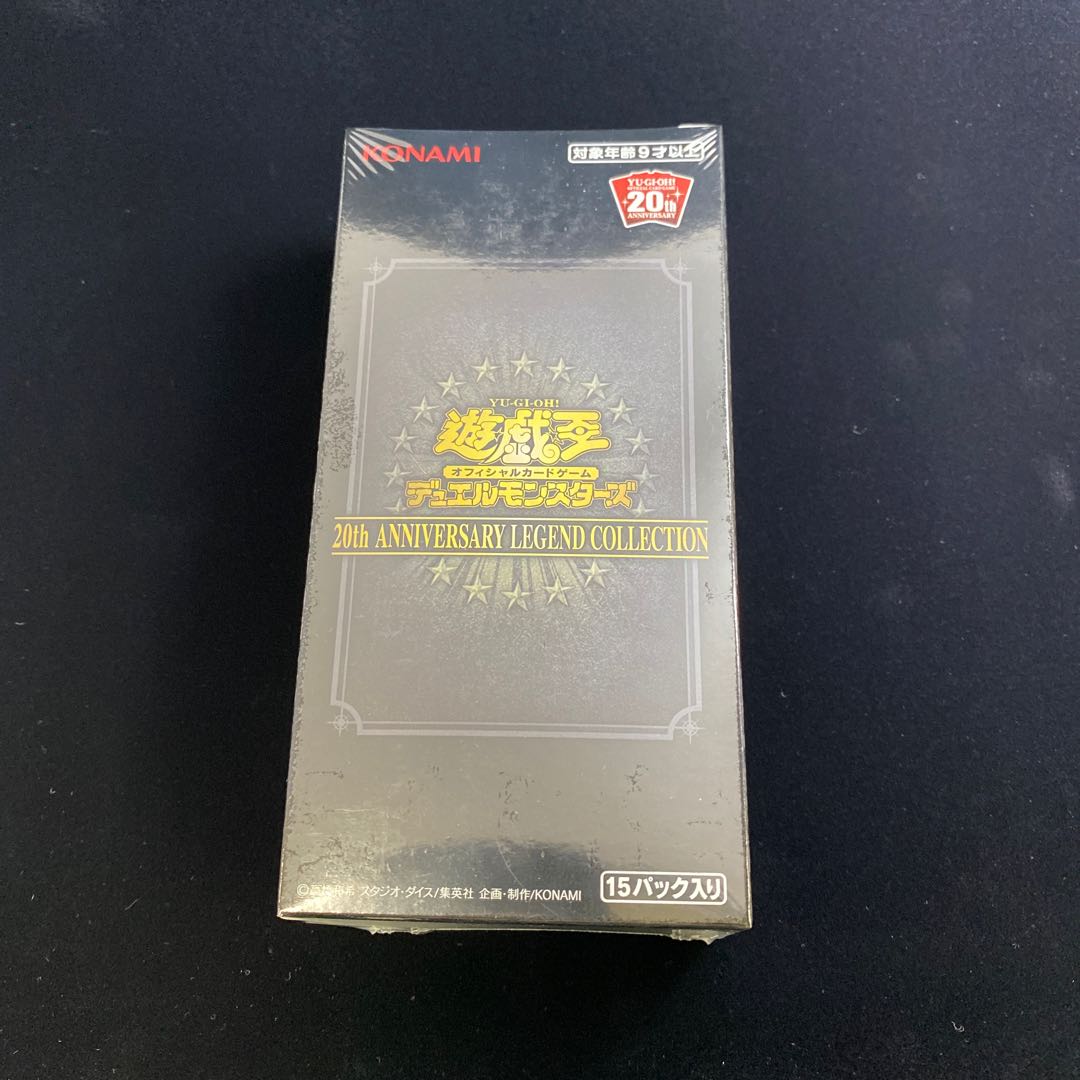 KONAMI
対象年齢9才以上
YU-GI-OH!
OFFICIAL CARD GAME
20th
ANNIVERSARY
YU-GI-OH!
遊戯王
オフィシャルカードゲーム
デュエルモンスターズ
20th ANNIVERSARY LEGEND COLLECTION
© スタジオ・ダイス/集英社 企画・制作/KONAMI
15パック入り